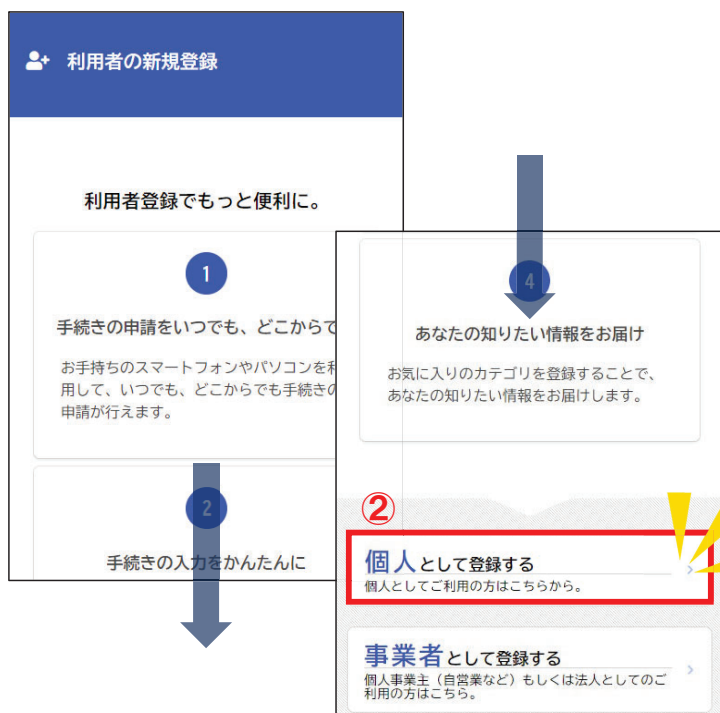 利用者の新規登録
利用者登録でもっと便利に。
1
手続きの申請をいつでも、どこからで
お手持ちのスマートフォンやパソコンを利
用して、いつでも、どこからでも手続きの
申請が行えます。
2
手続きの入力をかんたんに
4
あなたの知りたい情報をお届け
お気に入りのカテゴリを登録することで、
あなたの知りたい情報をお届けします。
②
個人として登録する
個人としてご利用の方はこちらから。
事業者として登録する
個人事業主（自営業など）もしくは法人としてのご
利用の方はこちら。